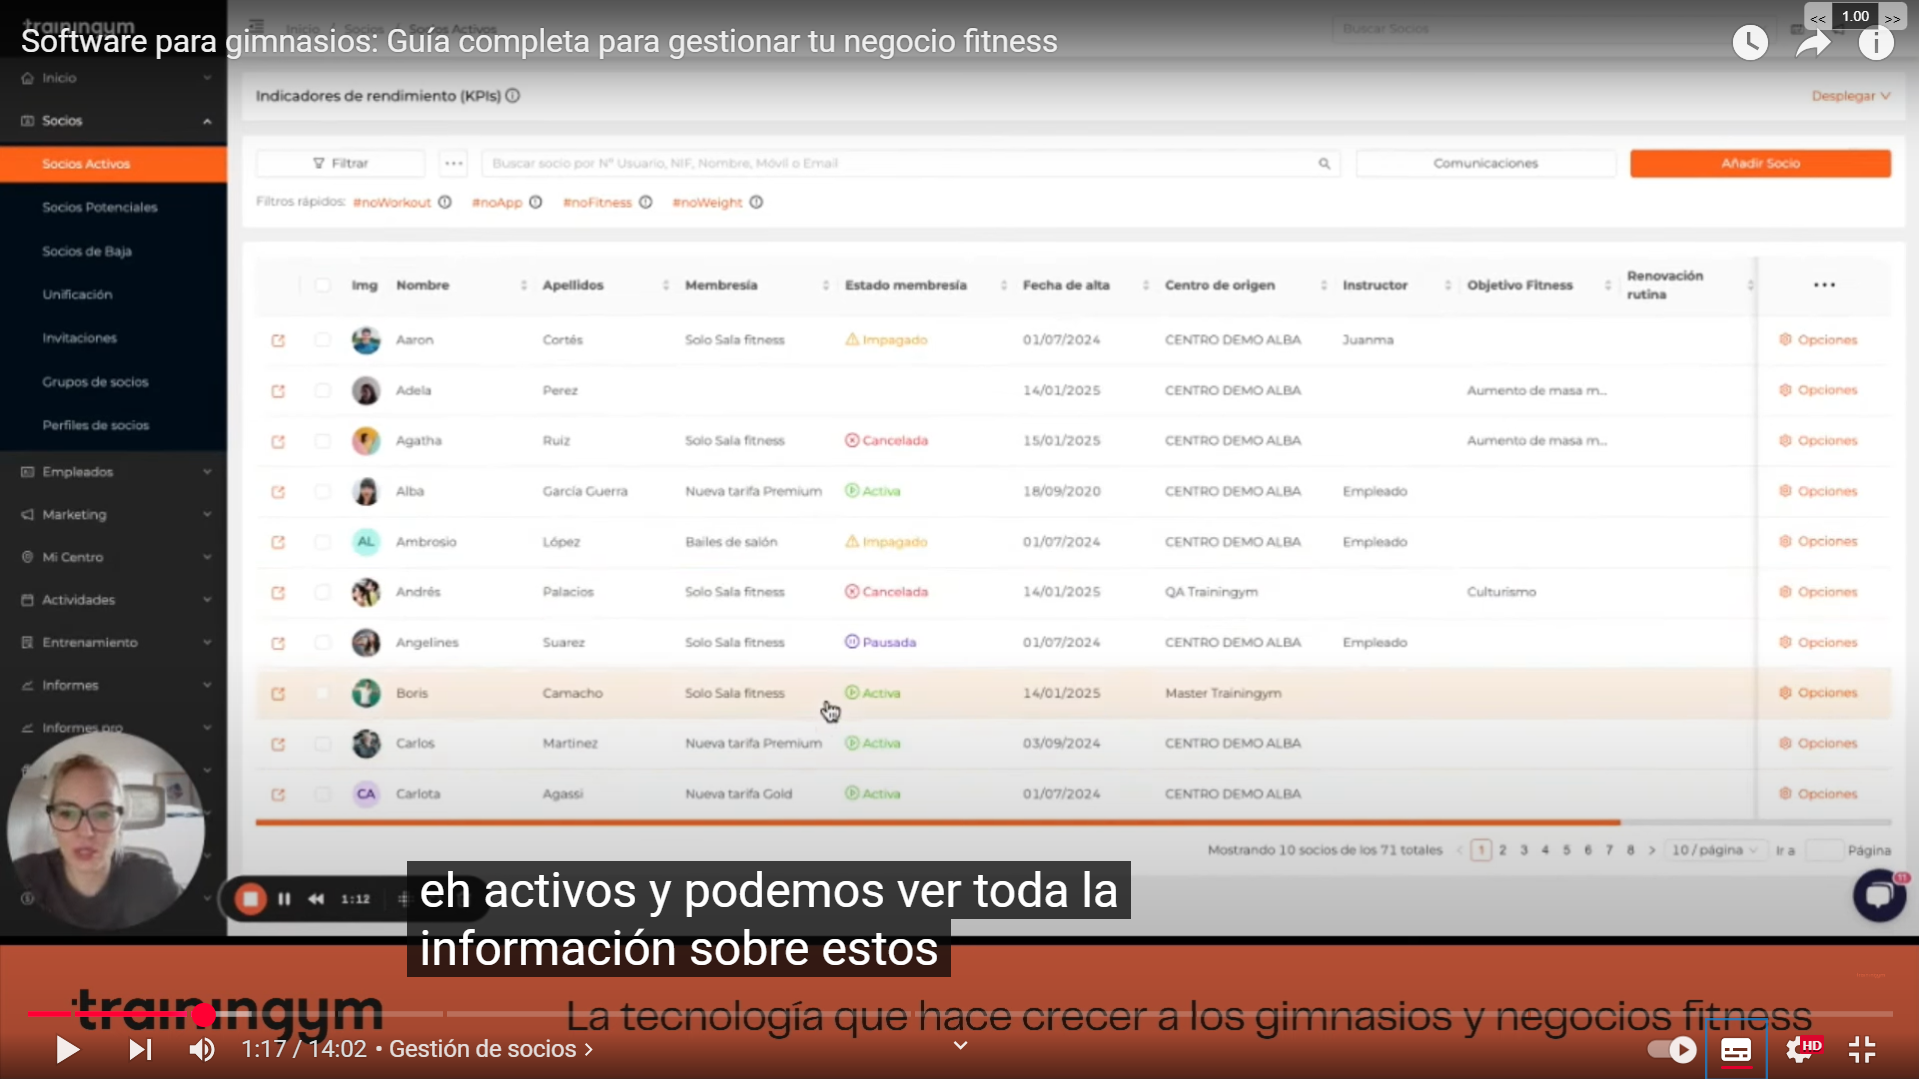 trainingym
Inicio / Socios / Socios Activos
Buscar Socios
<< 1.00 >>
Software para gimnasios: Guía completa para gestionar tu negocio fitness
Inicio
Socios
Socios Activos
Socios Potenciales
Socios de Baja
Unificación
Invitaciones
Grupos de socios
Perfiles de socios
Empleados
Marketing
Mi Centro
Actividades
Entrenamiento
Informes
Informes pro
Indicadores de rendimiento (KPIs)
Desplegar
Filtrar
Buscar socio por Nº Usuario, NIF, Nombre, Móvil o Email
Comunicaciones
Añadir Socio
Filtros rápidos: #noWorkout #noApp #noFitness #noWeight
Img Nombre Apellidos Membresía Estado membresía Fecha de alta Centro de origen Instructor Objetivo Fitness Renovación rutina
Aaron Cortés Solo Sala fitness Impagado 01/07/2024 CENTRO DEMO ALBA Juanma Opciones
Adela Perez 14/01/2025 CENTRO DEMO ALBA Aumento de masa m... Opciones
Agatha Ruiz Solo Sala fitness Cancelada 15/01/2025 CENTRO DEMO ALBA Aumento de masa m... Opciones
Alba García Guerra Nueva tarifa Premium Activa 18/09/2020 CENTRO DEMO ALBA Empleado Opciones
AL Ambrosio López Bailes de salón Impagado 01/07/2024 CENTRO DEMO ALBA Empleado Opciones
Andrés Palacios Solo Sala fitness Cancelada 14/01/2025 QA Trainingym Culturismo Opciones
Angelines Suarez Solo Sala fitness Pausada 01/07/2024 CENTRO DEMO ALBA Empleado Opciones
Boris Camacho Solo Sala fitness Activa 14/01/2025 Master Trainingym Opciones
Carlos Martinez Nueva tarifa Premium Activa 03/09/2024 CENTRO DEMO ALBA Opciones
CA Carlota Agassi Nueva tarifa Gold Activa 01/07/2024 CENTRO DEMO ALBA Opciones
Mostrando 10 socios de los 71 totales < 1 2 3 4 5 6 7 8 > 10 / página Ir a Página
1:12
11
eh activos y podemos ver toda la
información sobre estos
trainingym
La tecnología que hace crecer a los gimnasios y negocios fitness
1:17 / 14:02 • Gestión de socios >
HD